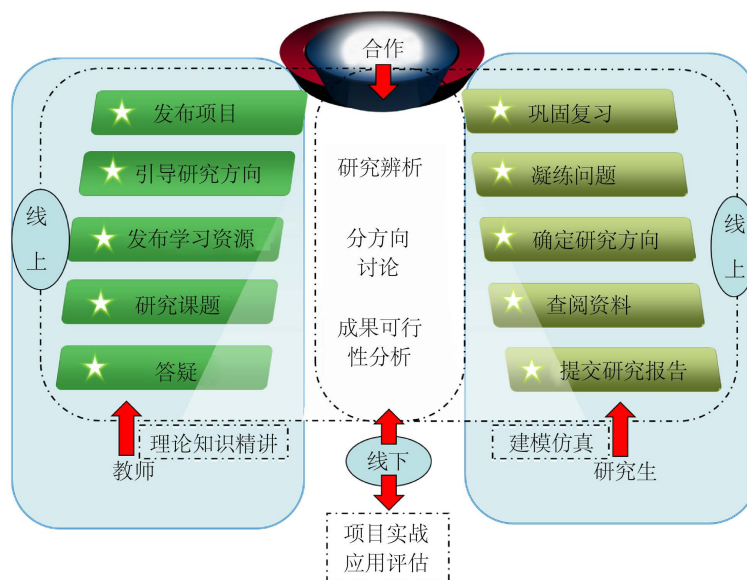 合作
发布项目
引导研究方向
发布学习资源
研究课题
答疑
线
上
研究辨析
分方向
讨论
成果可行
性分析
巩固复习
凝练问题
确定研究方向
查阅资料
提交研究报告
线
上
理论知识精讲
教师
线下
建模仿真
研究生
项目实战
应用评估